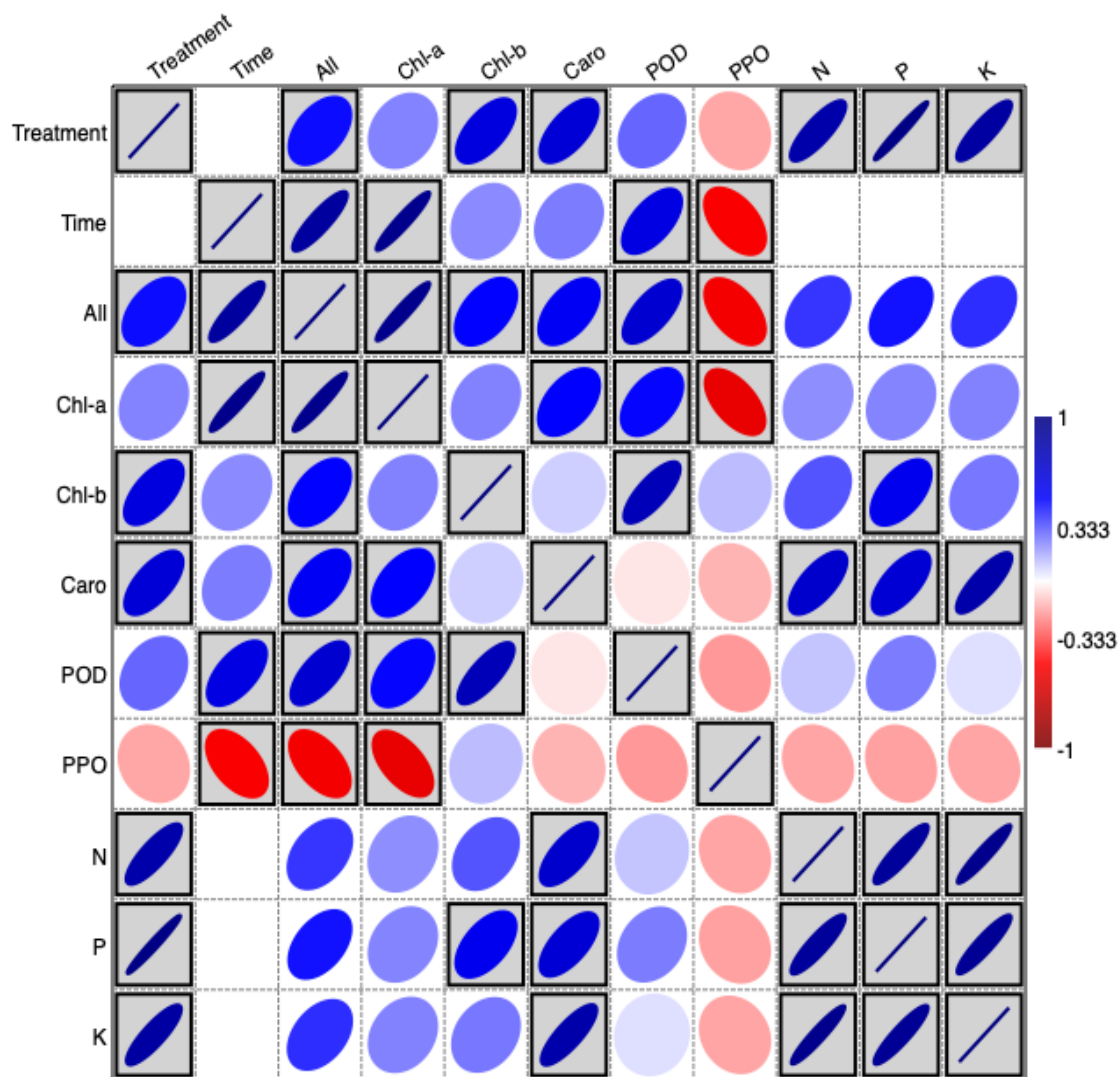 Treatment Time All Chl-a Chl-b Caro POD PPO N P K
Treatment
Time
All
Chl-a
Chl-b
Caro
POD
PPO
N
P
K
1
0.333
-0.333
-1